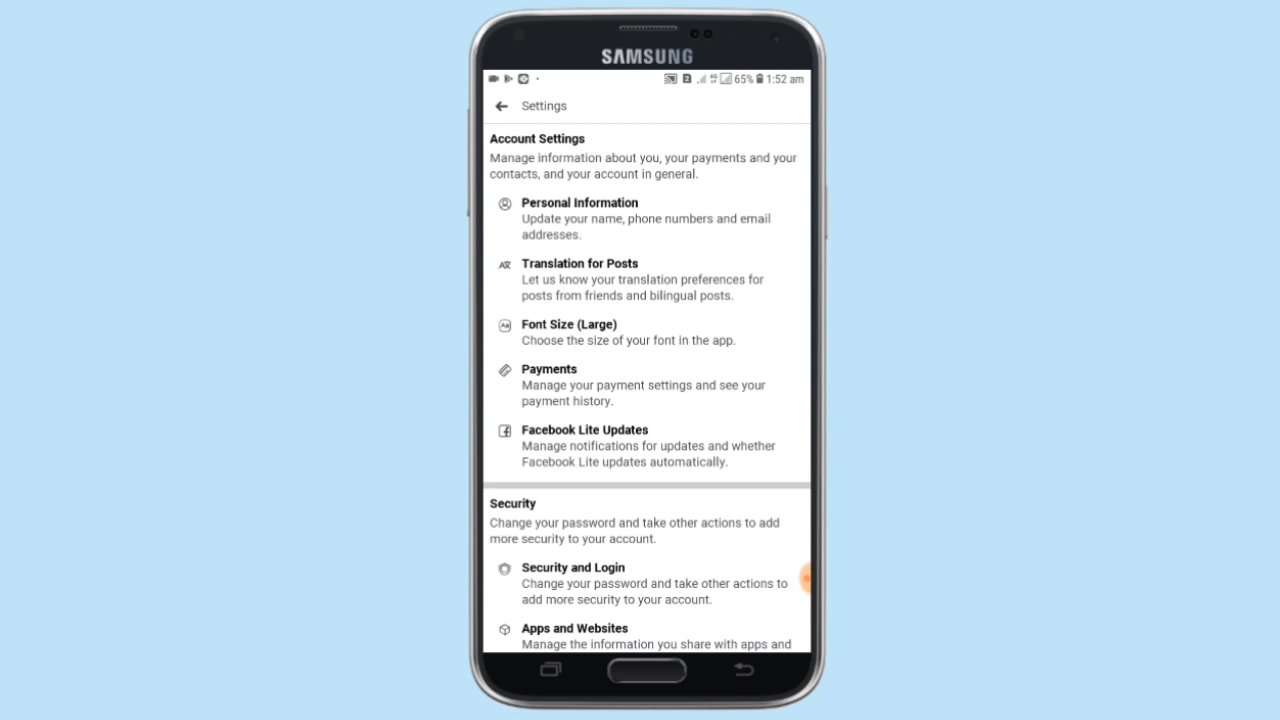 SAMSUNG
65% 1:52 am
Settings
Account Settings
Manage information about you, your payments and your
contacts, and your account in general.
Personal Information
Update your name, phone numbers and email
addresses.
Translation for Posts
Let us know your translation preferences for
posts from friends and bilingual posts.
Font Size (Large)
Choose the size of your font in the app.
Payments
Manage your payment settings and see your
payment history.
Facebook Lite Updates
Manage notifications for updates and whether
Facebook Lite updates automatically.
Security
Change your password and take other actions to add
more security to your account.
Security and Login
Change your password and take other actions to
add more security to your account.
Apps and Websites
Manage the information you share with apps and